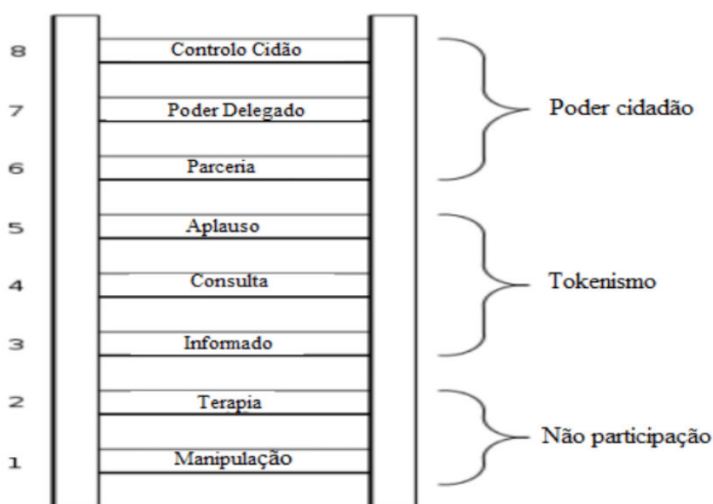 8 Controlo Cidão
7 Poder Delegado
Poder cidadão
6 Parceria
5 Aplauso
4 Consulta
Tokenismo
3 Informado
2 Terapia
Não participação
1 Manipulação